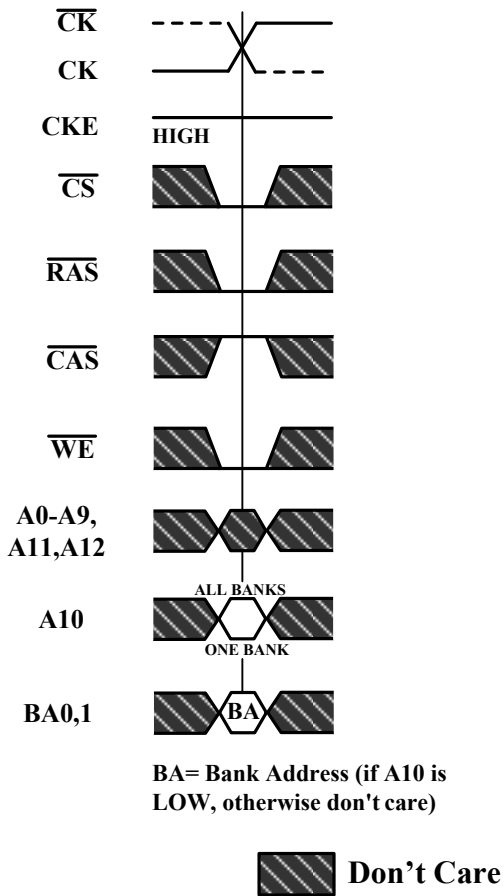 CK
CK
CKE
HIGH
CS
RAS
CAS
WE
A0-A9,
A11,A12
ALL BANKS
A10
ONE BANK
BA0,1
BA
BA= Bank Address (if A10 is
LOW, otherwise don't care)
Don't Care